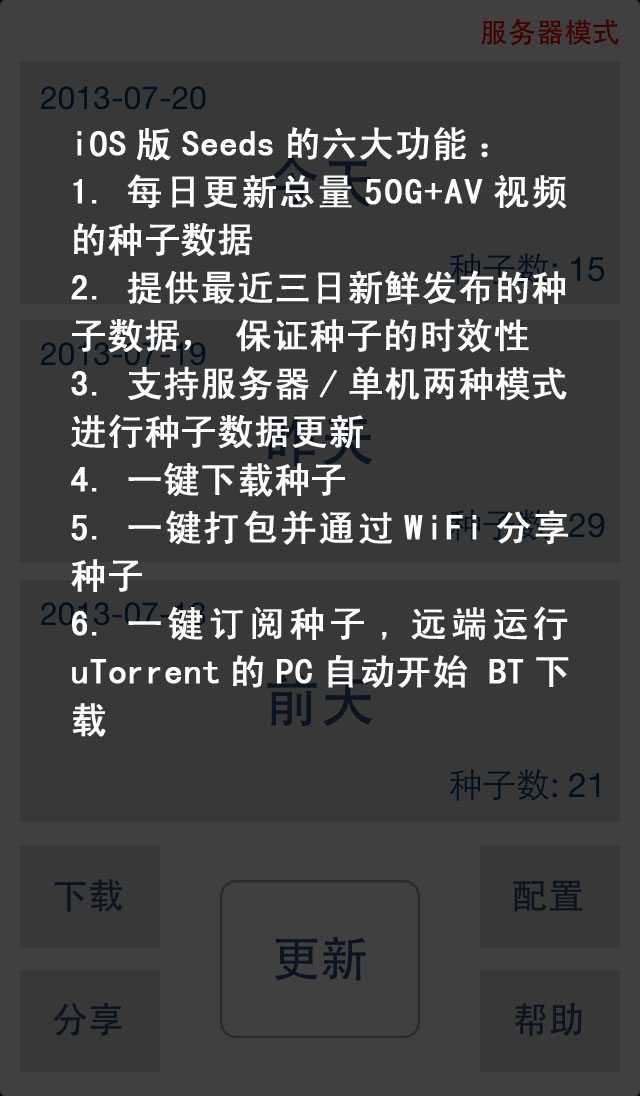 服务器模式
2013-07-20
iOS 版 Seeds 的六大功能：
今天
1. 每日更新总量 50G+AV 视频
的种子数据
种子数: 15
2. 提供最近三日新鲜发布的种
子数据， 保证种子的时效性
2013-07-19
3. 支持服务器 / 单机两种模式
进行种子数据更新
昨天
4. 一键下载种子
5. 一键打包并通过 WiFi 分享
种子数: 29
种子
2013-07-18
6. 一键订阅种子，远端运行
uTorrent 的 PC 自动开始 BT 下
前天
载
种子数: 21
下载
配置
更新
分享
帮助